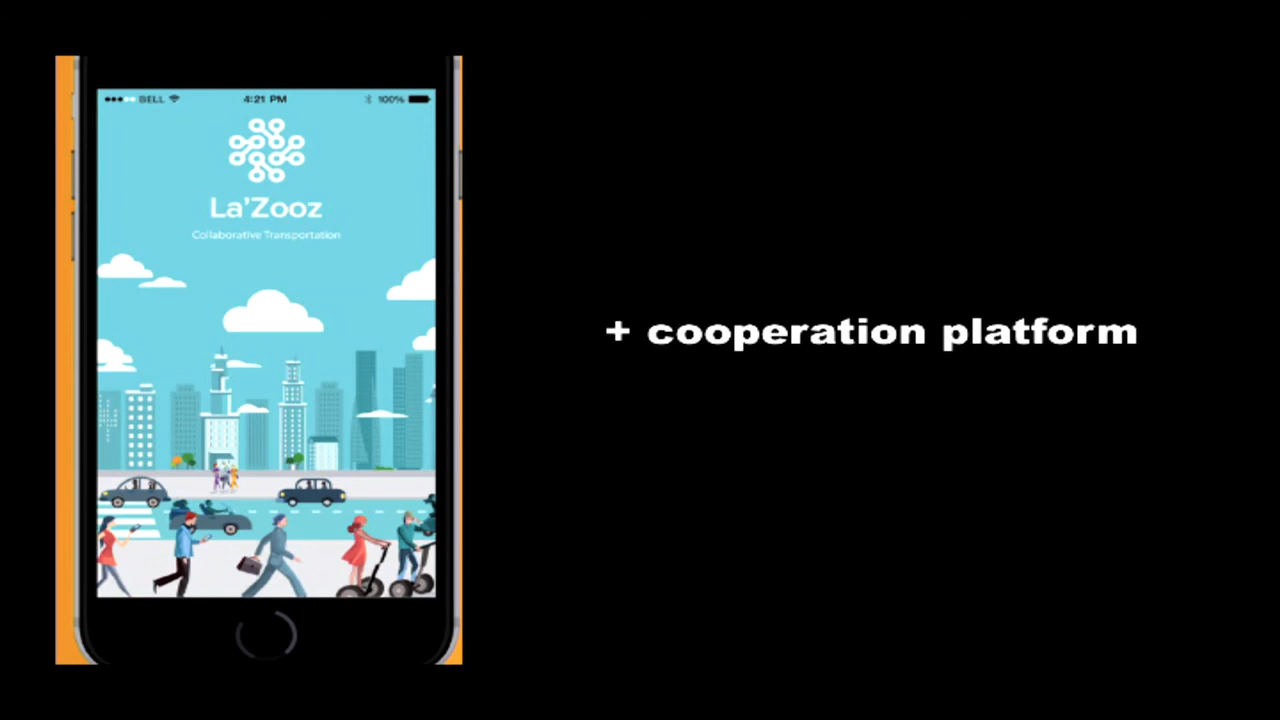 BELL 4:21 PM 100%
La'Zooz
Collaborative Transportation
+ cooperation platform